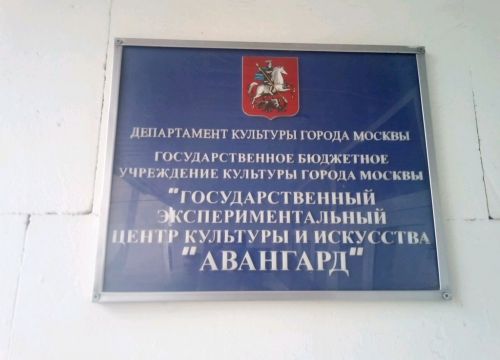 ДЕПАРТАМЕНТ КУЛЬТУРЫ ГОРОДА МОСКВЫ
ГОСУДАРСТВЕННОЕ БЮДЖЕТНОЕ
УЧРЕЖДЕНИЕ КУЛЬТУРЫ ГОРОДА МОСКВЫ
"ГОСУДАРСТВЕННЫЙ
ЭКСПЕРИМЕНТАЛЬНЫЙ
ЦЕНТР КУЛЬТУРЫ И ИСКУССТВА
"АВАНГАРД"